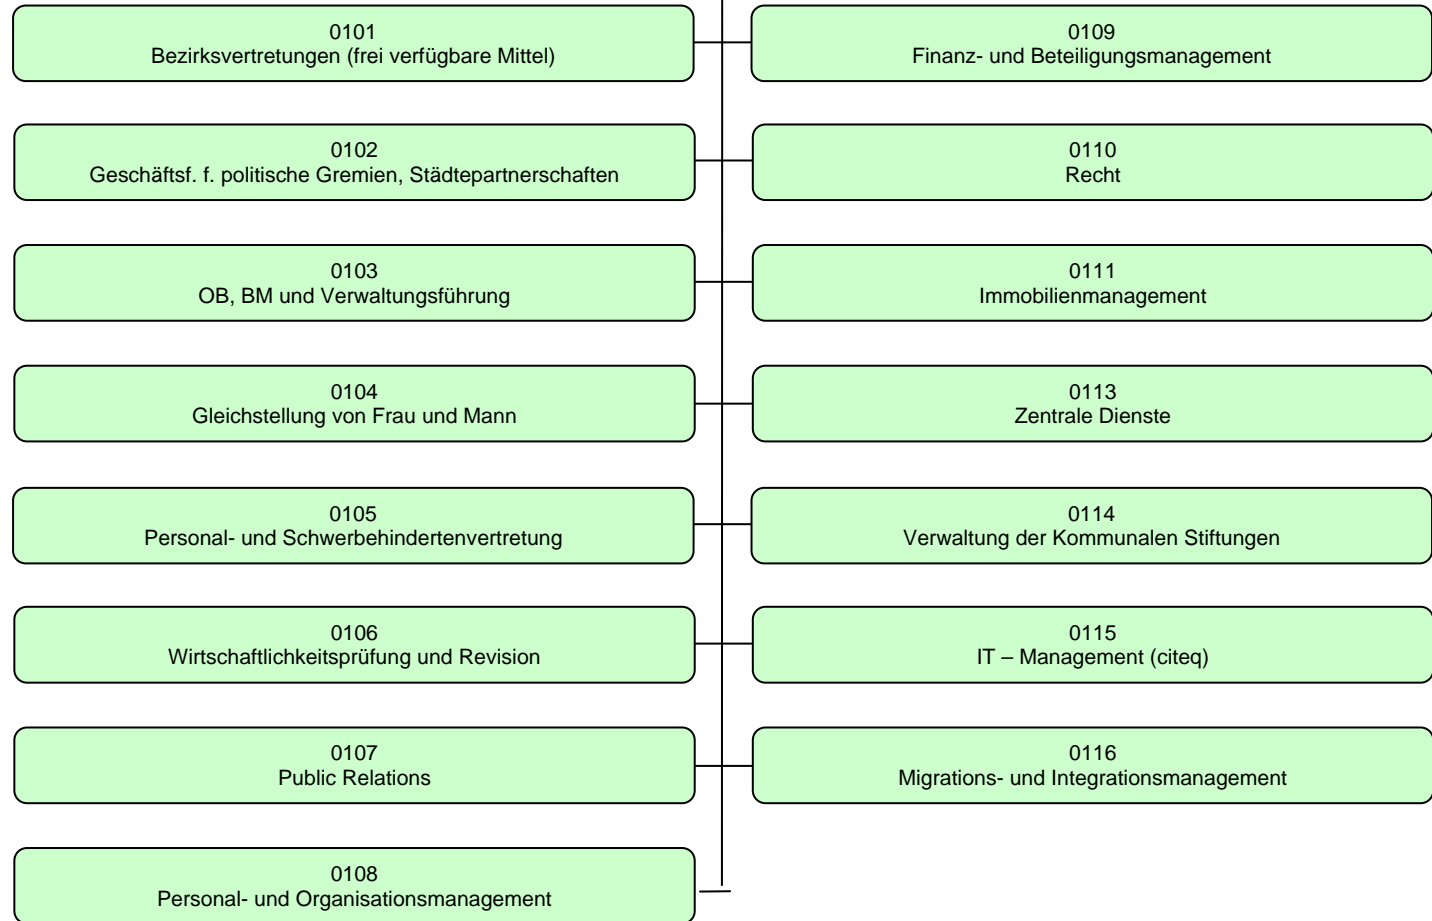 0101
Bezirksvertretungen (frei verfügbare Mittel)
0102
Geschäftsf. f. politische Gremien, Städtepartnerschaften
0103
OB, BM und Verwaltungsführung
0104
Gleichstellung von Frau und Mann
0105
Personal- und Schwerbehindertenvertretung
0106
Wirtschaftlichkeitsprüfung und Revision
0107
Public Relations
0108
Personal- und Organisationsmanagement
0109
Finanz- und Beteiligungsmanagement
0110
Recht
0111
Immobilienmanagement
0113
Zentrale Dienste
0114
Verwaltung der Kommunalen Stiftungen
0115
IT – Management (citeq)
0116
Migrations- und Integrationsmanagement